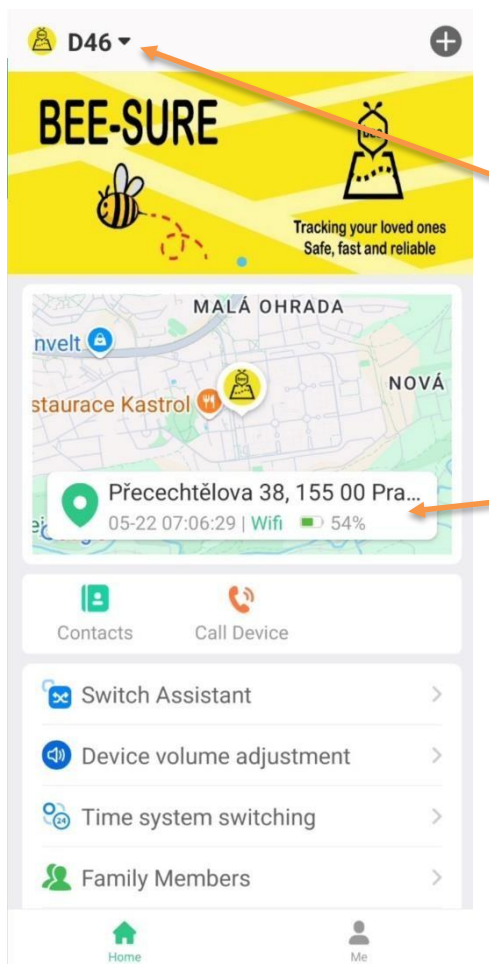 D46
BEE-SURE
BEE
Tracking your loved ones
Safe, fast and reliable
MALÁ OHRADA
nvelt
NOVÁ
staurace Kastrol
Přecechtělova 38, 155 00 Pra...
05-22 07:06:29 | Wifi 54%
Contacts
Call Device
Switch Assistant
Device volume adjustment
Time system switching
24
Family Members
Home
Me